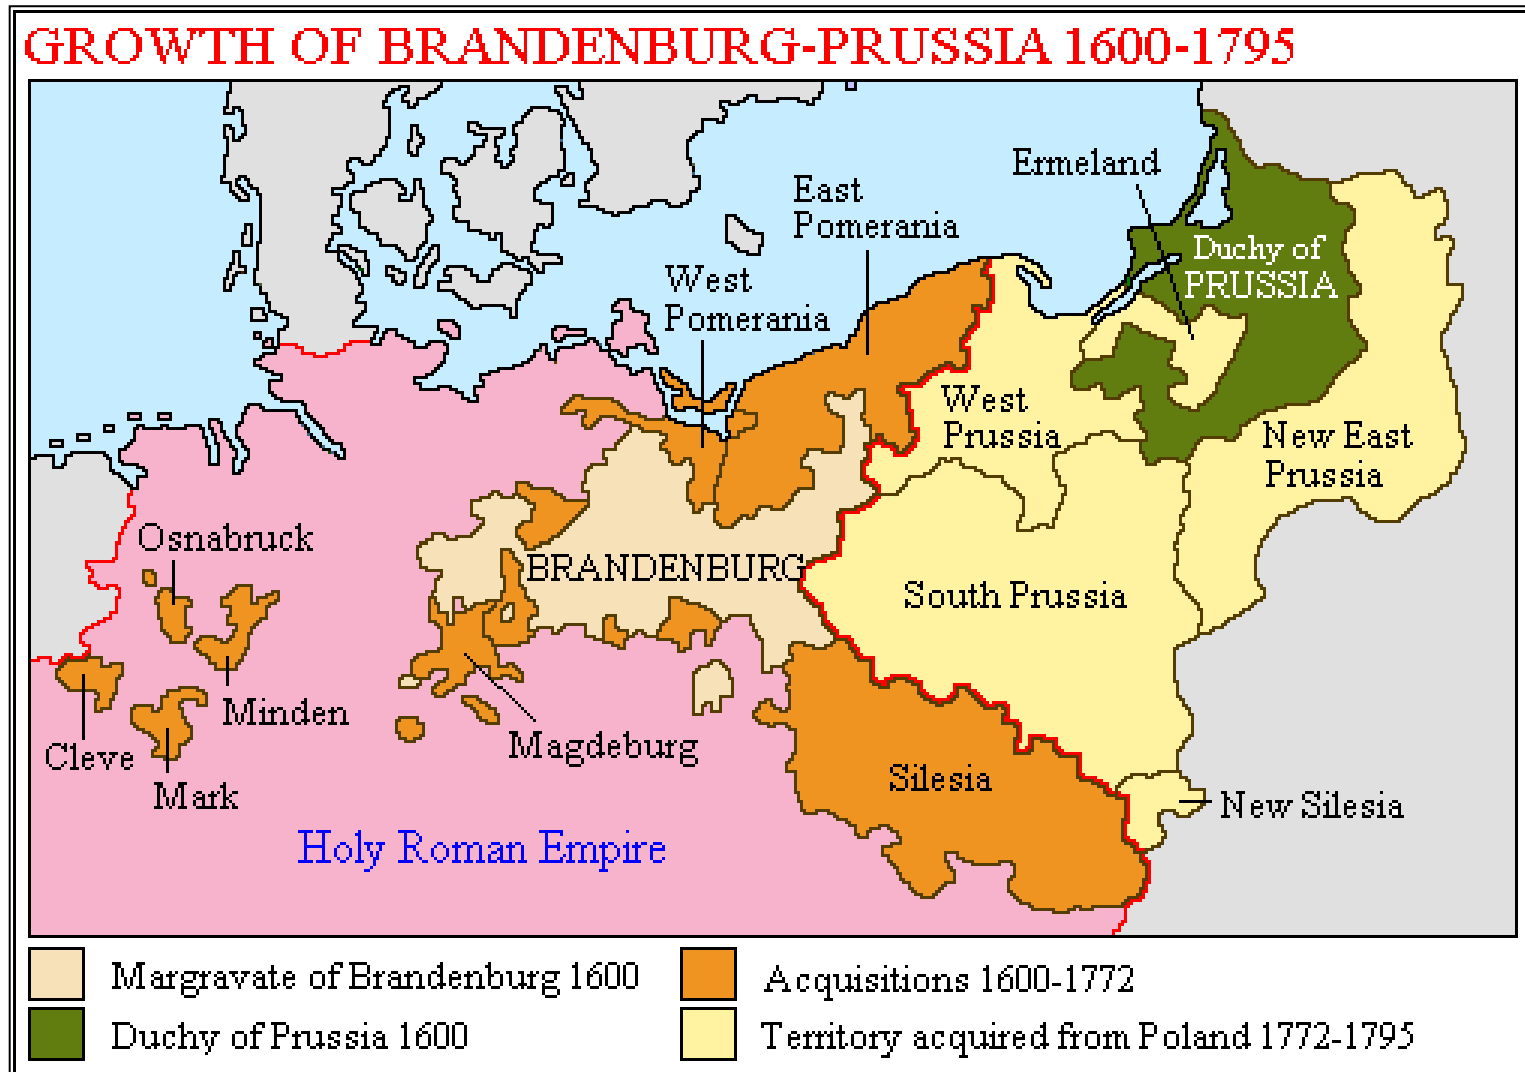 GROWTH OF BRANDENBURG-PRUSSIA 1600-1795
Ermeland
East
Pomerania
Duchy of
PRUSSIA
West
Pomerania
West
Prussia
New East
Prussia
Osnabruck
BRANDENBURG
South Prussia
Minden
Cleve
Magdeburg
Mark
Silesia
New Silesia
Holy Roman Empire
Margravate of Brandenburg 1600
Acquisitions 1600-1772
Duchy of Prussia 1600
Territory acquired from Poland 1772-1795